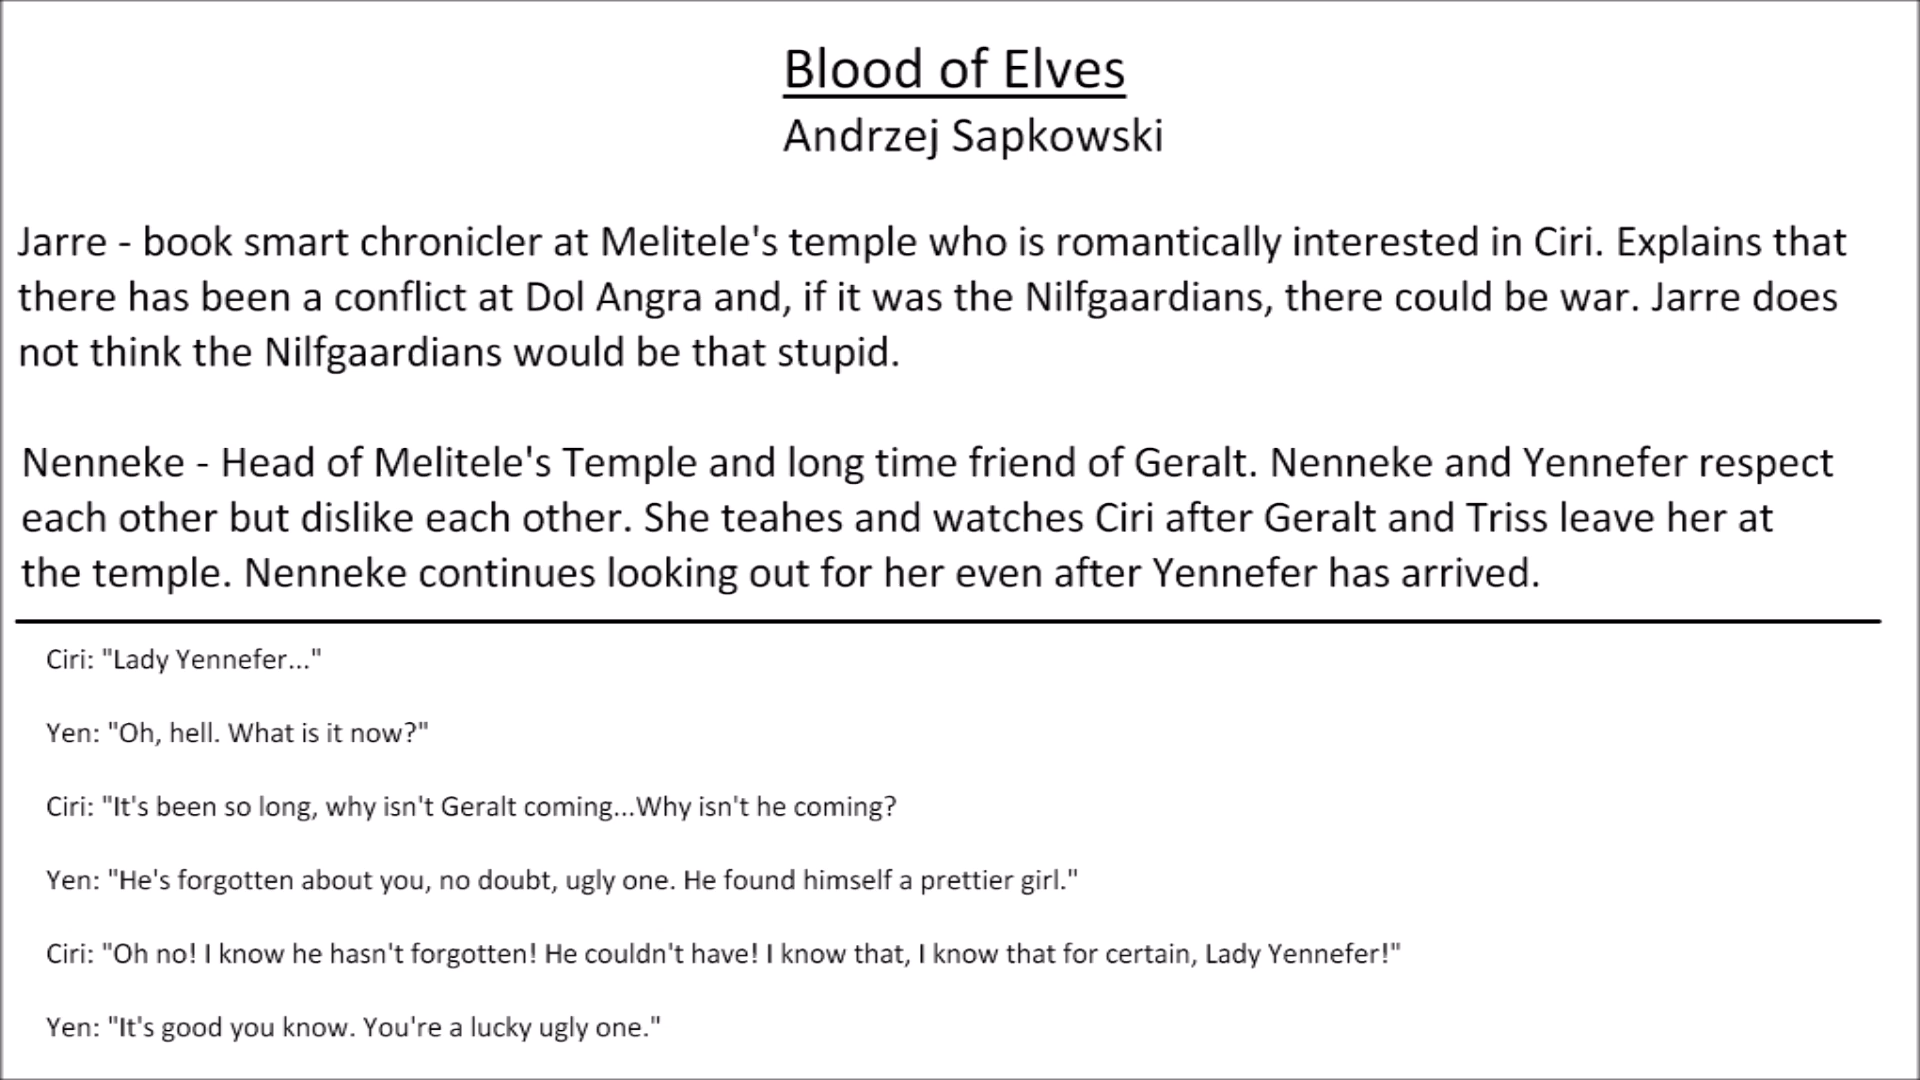 Blood of Elves
Andrzej Sapkowski
Jarre - book smart chronicler at Melitele's temple who is romantically interested in Ciri. Explains that
there has been a conflict at Dol Angra and, if it was the Nilfgaardians, there could be war. Jarre does
not think the Nilfgaardians would be that stupid.
Nenneke - Head of Melitele's Temple and long time friend of Geralt. Nenneke and Yennefer respect
each other but dislike each other. She teahes and watches Ciri after Geralt and Triss leave her at
the temple. Nenneke continues looking out for her even after Yennefer has arrived.
Ciri: "Lady Yennefer..."
Yen: "Oh, hell. What is it now?"
Ciri: "It's been so long, why isn't Geralt coming...Why isn't he coming?
Yen: "He's forgotten about you, no doubt, ugly one. He found himself a prettier girl."
Ciri: "Oh no! I know he hasn't forgotten! He couldn't have! I know that, I know that for certain, Lady Yennefer!"
Yen: "It's good you know. You're a lucky ugly one."